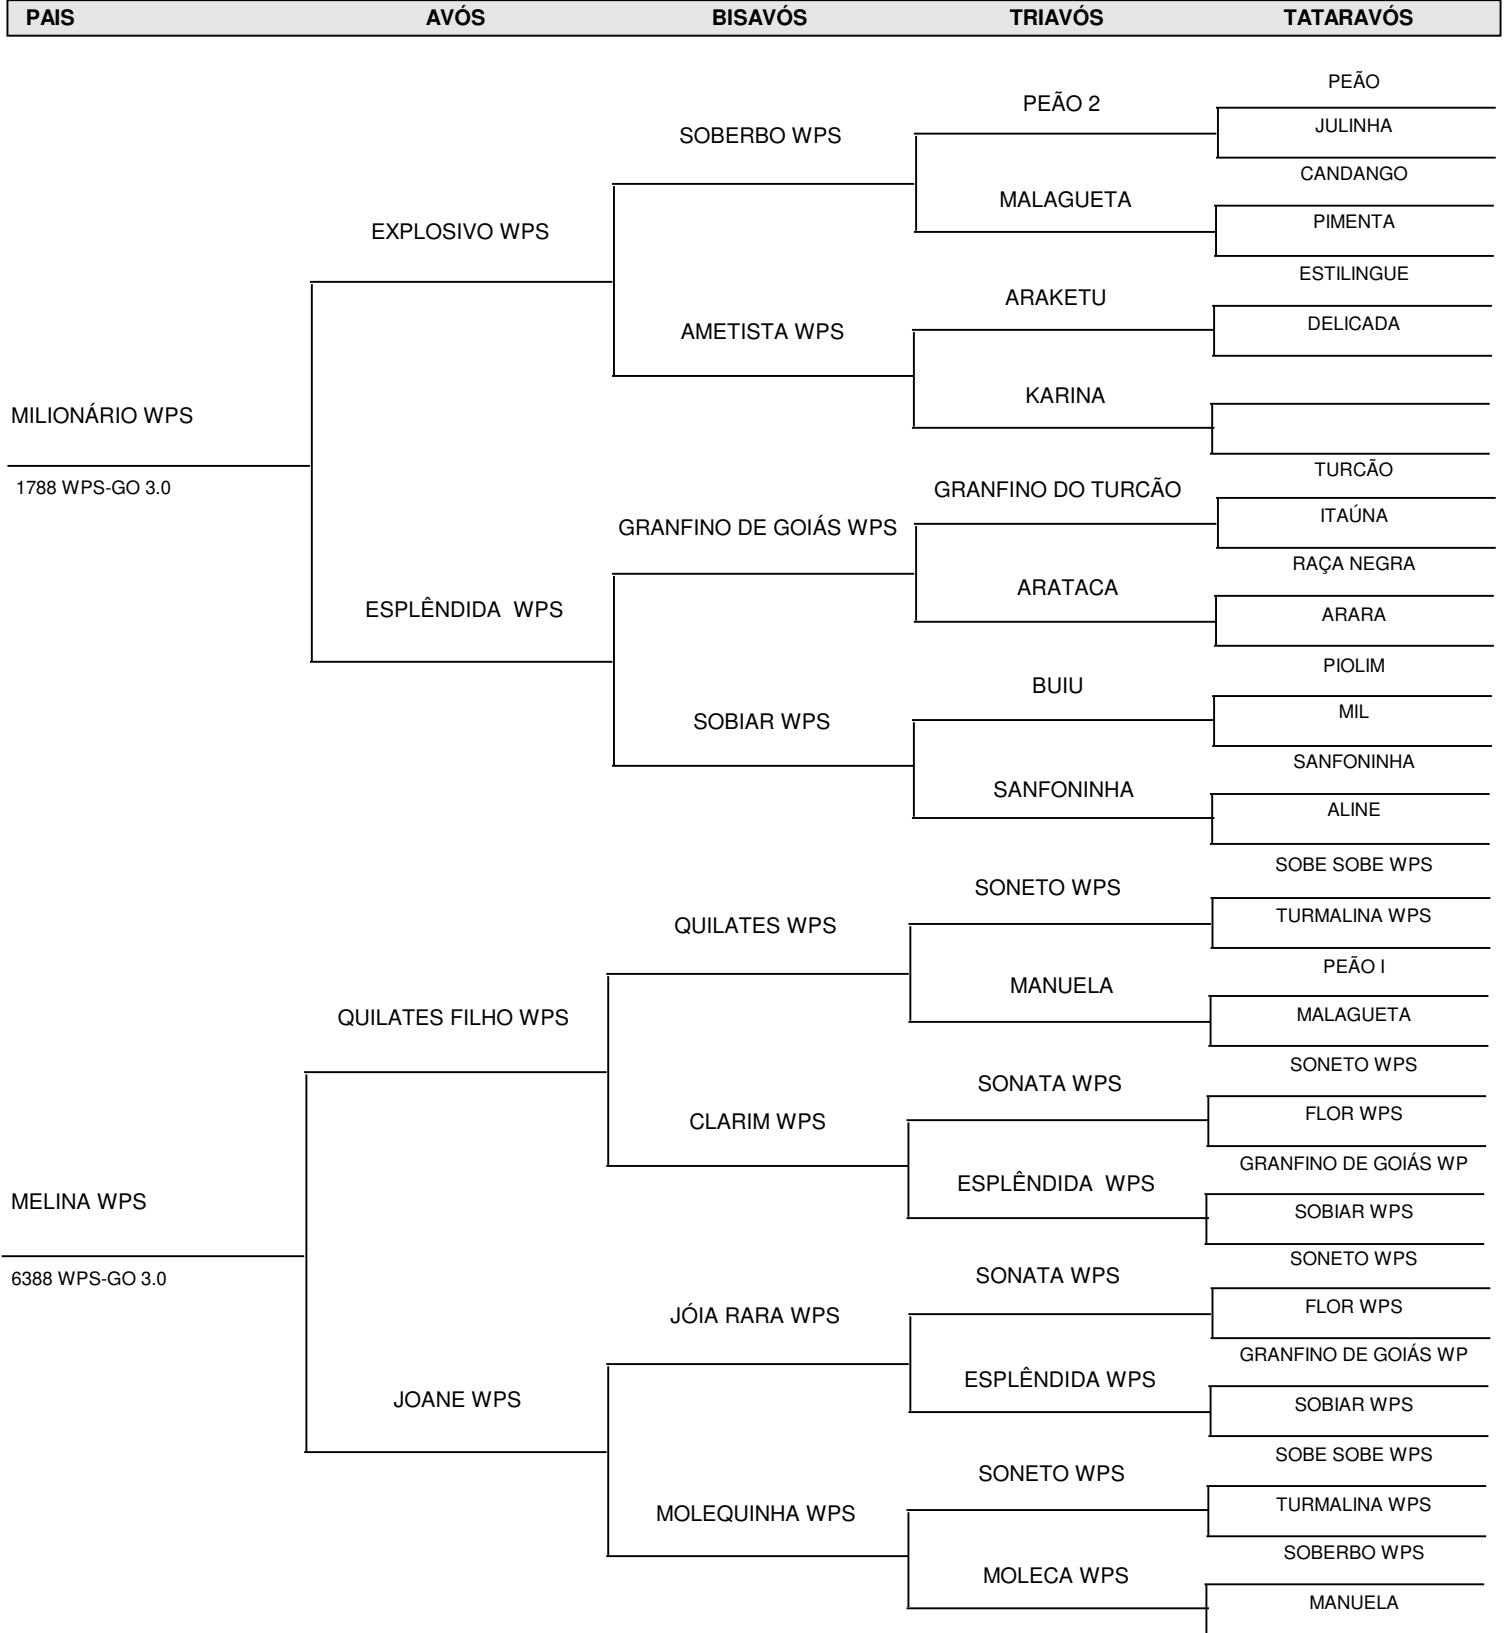 PAIS AVÓS BISAVÓS TRIAVÓS TATARAVÓS
PEÃO
PEÃO 2
JULINHA
SOBERBO WPS
CANDANGO
MALAGUETA
PIMENTA
EXPLOSIVO WPS
ESTILINGUE
ARAKETU
DELICADA
AMETISTA WPS
KARINA
MILIONÁRIO WPS
1788 WPS-GO 3.0
TURCÃO
GRANFINO DO TURCÃO
ITAÚNA
GRANFINO DE GOIÁS WPS
RAÇA NEGRA
ARATACA
ARARA
ESPLÊNDIDA  WPS
PIOLIM
BUIU
MIL
SOBIAR WPS
SANFONINHA
SANFONINHA
ALINE
SOBE SOBE WPS
SONETO WPS
TURMALINA WPS
QUILATES WPS
PEÃO I
MANUELA
MALAGUETA
QUILATES FILHO WPS
SONETO WPS
SONATA WPS
FLOR WPS
CLARIM WPS
GRANFINO DE GOIÁS WP
ESPLÊNDIDA  WPS
SOBIAR WPS
MELINA WPS
6388 WPS-GO 3.0
SONETO WPS
SONATA WPS
FLOR WPS
JÓIA RARA WPS
GRANFINO DE GOIÁS WP
ESPLÊNDIDA WPS
SOBIAR WPS
JOANE WPS
SOBE SOBE WPS
SONETO WPS
TURMALINA WPS
MOLEQUINHA WPS
SOBERBO WPS
MOLECA WPS
MANUELA